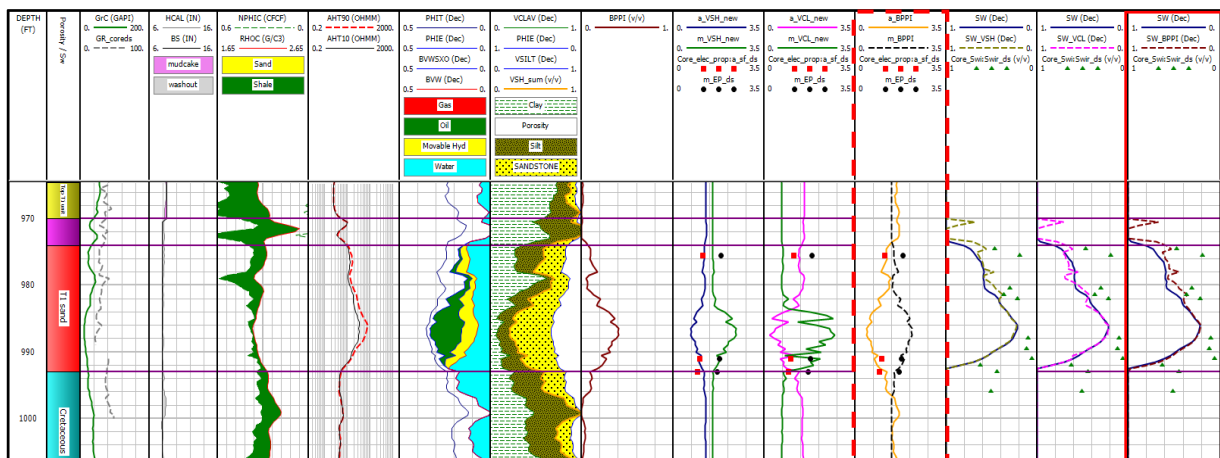 DEPTH
(FT)
Porosity / Sw
GrC (GAPI)
0. 200.
GR_coreds
0. 100.
HCAL (IN)
6. 16.
BS (IN)
6. 16.
mudcake
washout
NPHIC (CFCF)
0.6 0.
RHOC (G/C3)
1.65 2.65
Sand
Shale
AHT90 (OHMM)
0.2 2000.
AHT10 (OHMM)
0.2 2000.
PHIT (Dec)
0.5 0.
PHIE (Dec)
0.5 0.
BVWSXO (Dec)
0.5 0.
BVW (Dec)
0.5 0.
Gas
Oil
Movable Hyd
Water
VCLAV (Dec)
0. 1.
PHIE (Dec)
1. 0.
VSILT (Dec)
0. 1.
VSH_sum (v/v)
0. 1.
Clay
Porosity
Silt
SANDSTONE
BPPI (v/v)
0. 1.
a_VSH_new
0. 3.5
m_VSH_new
0. 3.5
Core_elec_prop:a_sf_ds
0 3.5
m_EP_ds
0 3.5
a_VCL_new
0. 3.5
m_VCL_new
0. 3.5
Core_elec_prop:a_sf_ds
0 3.5
m_EP_ds
0 3.5
a_BPPI
0. 3.5
m_BPPI
0. 3.5
Core_elec_prop:a_sf_ds
0 3.5
m_EP_ds
0 3.5
SW (Dec)
1. 0.
SW_VSH (Dec)
1. 0.
Core_Swi:Swir_ds (v/v)
1 0
SW (Dec)
1. 0.
SW_VCL (Dec)
1. 0.
Core_Swi:Swir_ds (v/v)
1 0
SW (Dec)
1. 0.
SW_BPPI (Dec)
1. 0.
Core_Swi:Swir_ds (v/v)
1 0
970
980
990
1000
T1 sand
Cretaceous